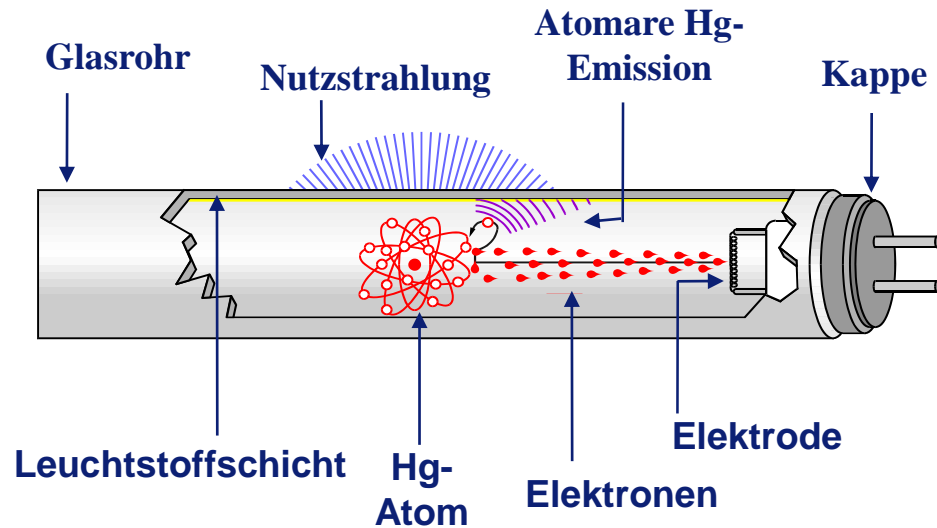 Glasrohr
Nutzstrahlung
Atomare Hg-
Emission
Kappe
Leuchtstoffschicht
Hg-
Atom
Elektronen
Elektrode